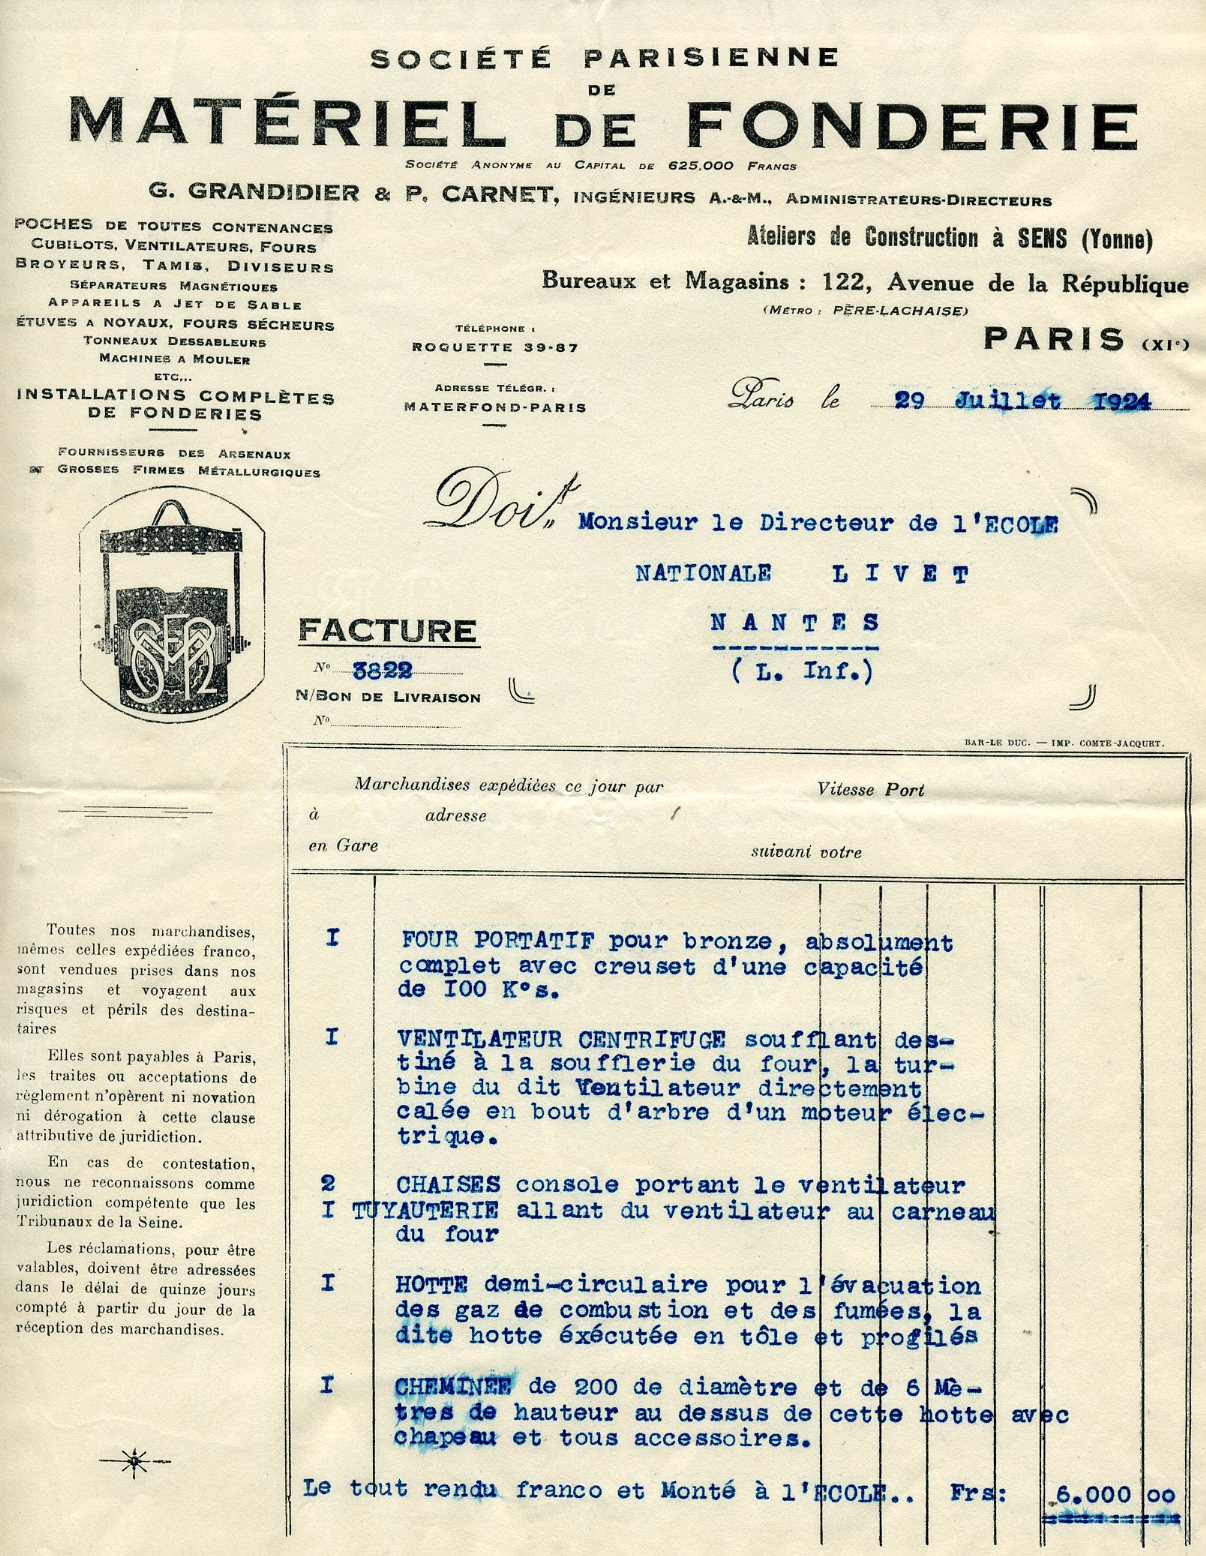 SOCIÉTÉ PARISIENNE
DE
MATÉRIEL DE FONDERIE
SOCIÉTÉ ANONYME AU CAPITAL DE 625.000 FRANCS
G. GRANDIDIER & P. CARNET, INGÉNIEURS A.-&-M., ADMINISTRATEURS-DIRECTEURS
POCHES DE TOUTES CONTENANCES
CUBILOTS, VENTILATEURS, FOURS
BROYEURS, TAMIS, DIVISEURS
SÉPARATEURS MAGNÉTIQUES
APPAREILS A JET DE SABLE
ÉTUVES A NOYAUX, FOURS SÉCHEURS
TONNEAUX DESSABLEURS
MACHINES A MOULER
ETC...
INSTALLATIONS COMPLÈTES
DE FONDERIES
FOURNISSEURS DES ARSENAUX
ET GROSSES FIRMES MÉTALLURGIQUES
Ateliers de Construction à SENS (Yonne)
Bureaux et Magasins : 122, Avenue de la République
(MÉTRO : PÈRE-LACHAISE)
PARIS (XIe)
TÉLÉPHONE :
ROQUETTE 39-87
ADRESSE TÉLÉGR. :
MATERFOND-PARIS
Paris le 29 Juillet 1924
Doit Monsieur le Directeur de l'ECOLE
NATIONALE L I V E T
N A N T E S
-----------
( L. Inf.)
FACTURE
No 3822
N/BON DE LIVRAISON
No
BAR-LE DUC. — IMP. COMTE-JACQUET.
Marchandises expédiées ce jour par Vitesse Port
à adresse
en Gare suivant votre
Toutes nos marchandises,
mêmes celles expédiées franco,
sont vendues prises dans nos
magasins et voyagent aux
risques et périls des destina-
taires
Elles sont payables à Paris,
les traites ou acceptations de
règlement n'opèrent ni novation
ni dérogation à cette clause
attributive de juridiction.
En cas de contestation,
nous ne reconnaissons comme
juridiction compétente que les
Tribunaux de la Seine.
Les réclamations, pour être
valables, doivent être adressées
dans le délai de quinze jours
compté à partir du jour de la
réception des marchandises.
I FOUR PORTATIF pour bronze, absolument
complet avec creuset d'une capacité
de I00 K°s.
I VENTILATEUR CENTRIFUGE soufflant des-
tiné à la soufflerie du four, la tur-
bine du dit Ventilateur directement
calée en bout d'arbre d'un moteur élec-
trique.
2 CHAISES console portant le ventilateur
I TUYAUTERIE allant du ventilateur au carneau
du four
I HOTTE demi-circulaire pour l'évacuation
des gaz de combustion et des fumées, la
dite hotte éxécutée en tôle et profilés
I CHEMINEE de 200 de diamètre et de 6 Mè-
tres de hauteur au dessus de cette hotte avec
chapeau et tous accessoires.
Le tout rendu franco et Monté à l'ECOLE.. Frs: 6.000 00